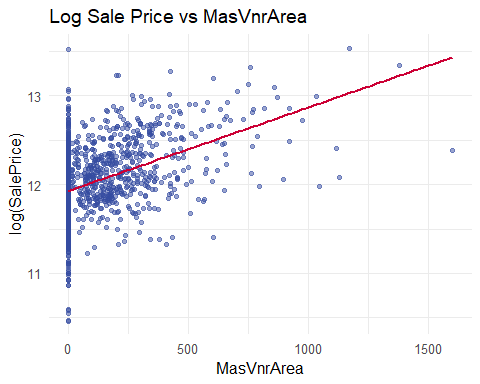 Log Sale Price vs MasVnrArea
log(SalePrice)
13
12
11
0 500 1000 1500
MasVnrArea